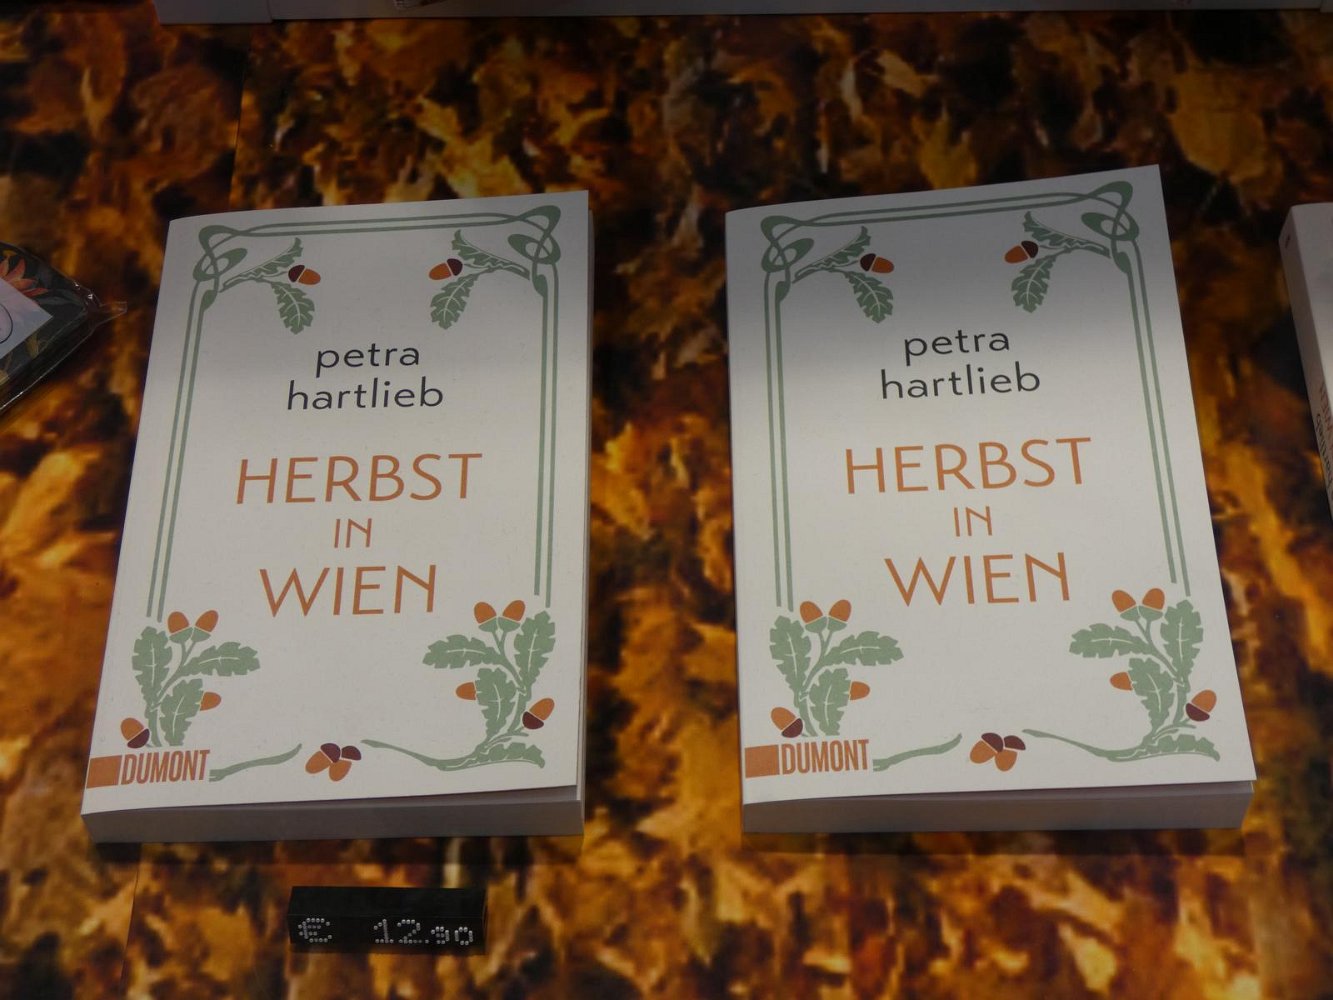 petra
hartlieb
HERBST
IN
WIEN
DUMONT
petra
hartlieb
HERBST
IN
WIEN
DUMONT
€ 12.90